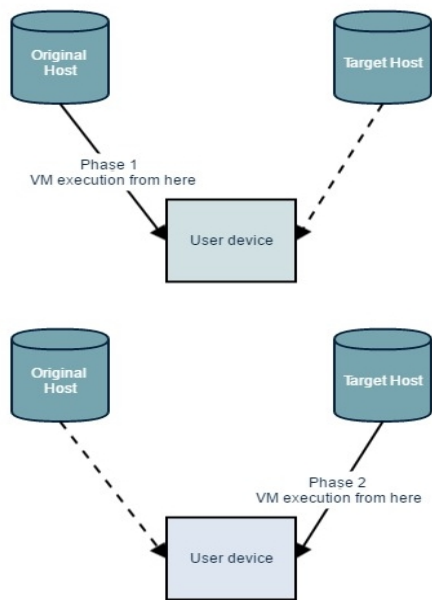 Original
Host
Target Host
Phase 1
VM execution from here
User device
Original
Host
Target Host
Phase 2
VM execution from here
User device